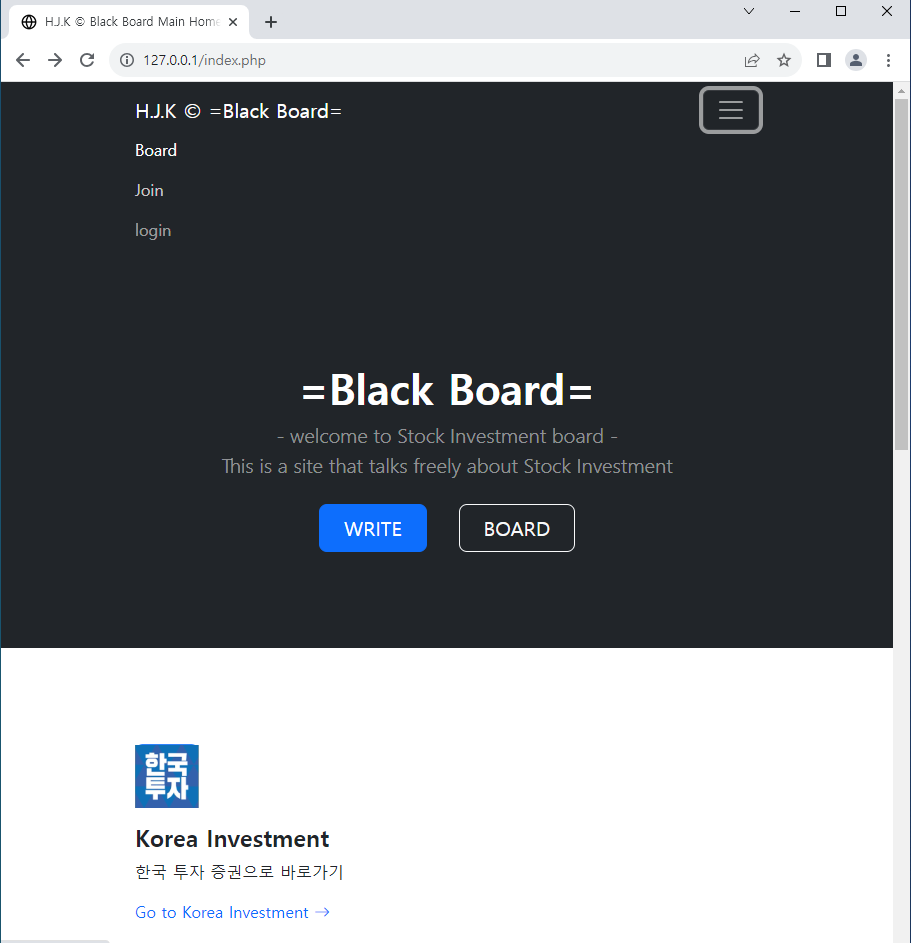 H.J.K © Black Board Main Home
127.0.0.1/index.php
H.J.K © =Black Board=
Board
Join
login
=Black Board=
- welcome to Stock Investment board -
This is a site that talks freely about Stock Investment
WRITE
BOARD
한국
투자
Korea Investment
한국 투자 증권으로 바로가기
Go to Korea Investment →